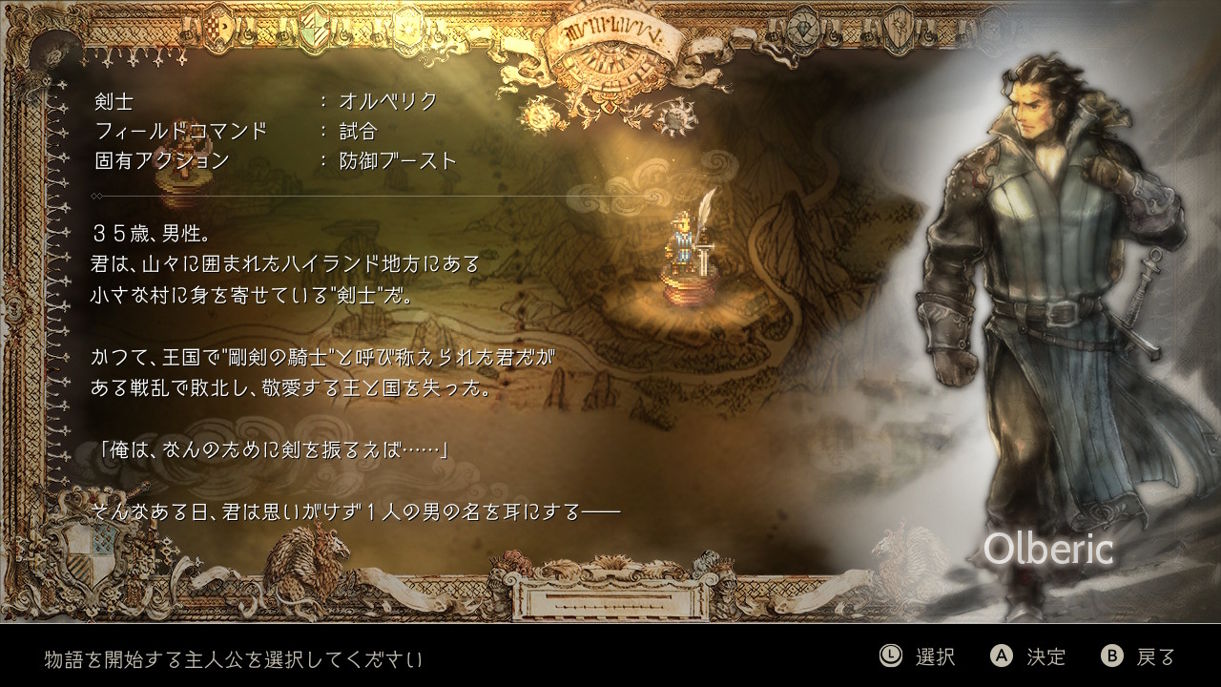 剣士 : オルベリク
フィールドコマンド : 試合
固有アクション : 防御ブースト
３５歳、男性。
君は、山々に囲まれたハイランド地方にある
小さな村に身を寄せている"剣士"だ。
かつて、王国で"剛剣の騎士"と呼び称えられた君だが
ある戦乱で敗北し、敬愛する王と国を失った。
「俺は、なんのために剣を振るえば……」
そんなある日、君は思いがけず１人の男の名を耳にする――
Olberic
物語を開始する主人公を選択してください
L 選択 A 決定 B 戻る